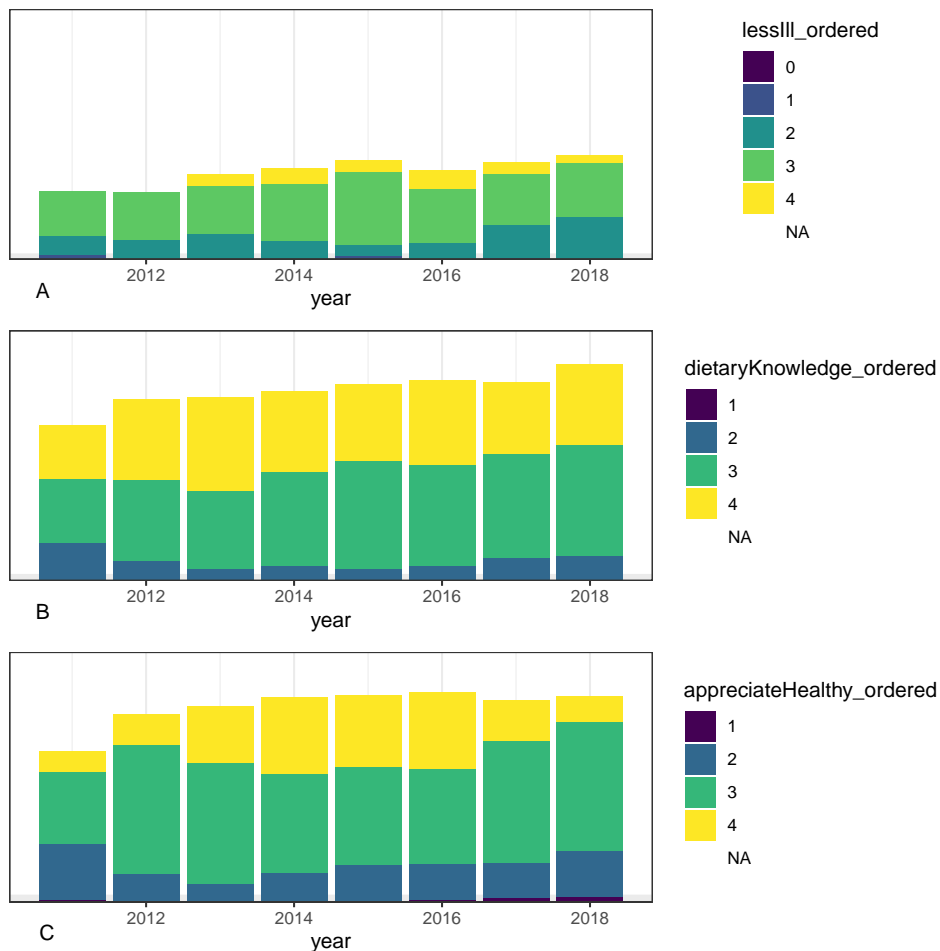 lessIll_ordered
0
1
2
3
4
NA
2012 2014 2016 2018
year
A
dietaryKnowledge_ordered
1
2
3
4
NA
2012 2014 2016 2018
year
B
appreciateHealthy_ordered
1
2
3
4
NA
2012 2014 2016 2018
year
C